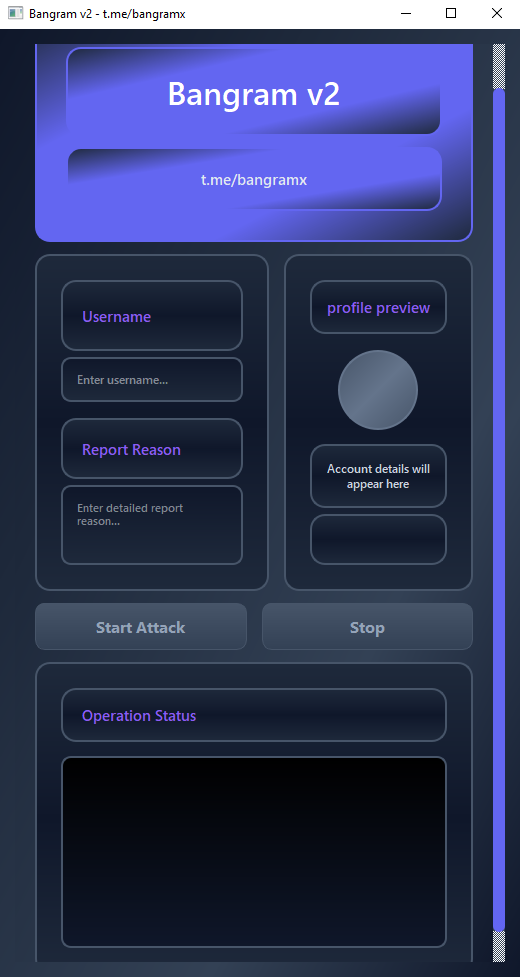 Bangram v2 - t.me/bangramx
Bangram v2
t.me/bangramx
Username
Enter username...
Report Reason
Enter detailed report
reason...
profile preview
Account details will
appear here
Start Attack
Stop
Operation Status